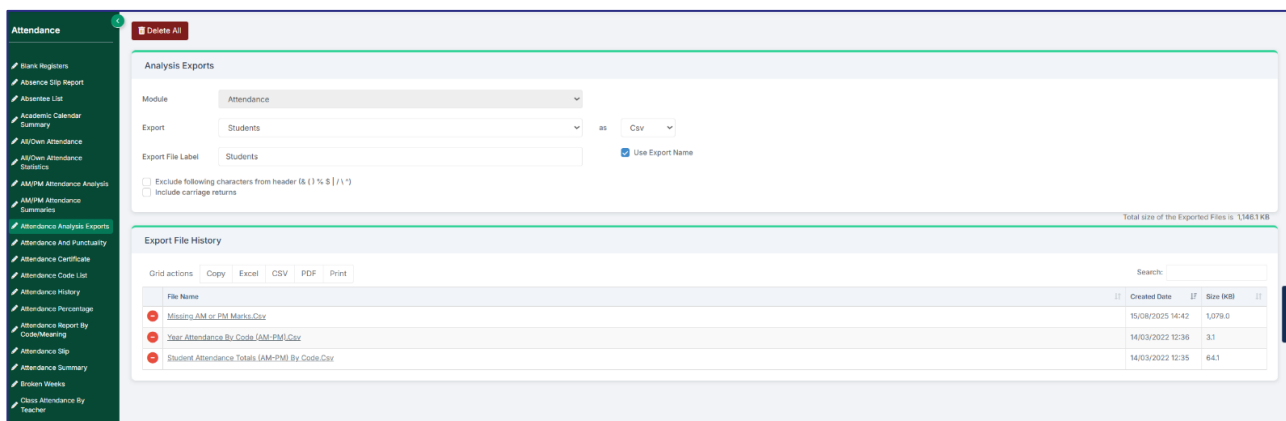 Attendance
Blank Registers
Absence Slip Report
Absentee List
Academic Calendar
Summary
All/Own Attendance
All/Own Attendance
Statistics
AM/PM Attendance Analysis
AM/PM Attendance
Summaries
Attendance Analysis Exports
Attendance And Punctuality
Attendance Certificate
Attendance Code List
Attendance History
Attendance Percentage
Attendance Report By
Code/Meaning
Attendance Slip
Attendance Summary
Broken Weeks
Class Attendance By
Teacher
Delete All
Analysis Exports
Module Attendance
Export Students as Csv
Export File Label Students Use Export Name
Exclude following characters from header (& ( ) % $ | / \ ^)
Include carriage returns
Total size of the Exported Files is 1,146.1 KB
Export File History
Grid actions Copy Excel CSV PDF Print Search:
File Name Created Date Size (KB)
Missing AM or PM Marks.Csv 15/08/2025 14:42 1,079.0
Year Attendance By Code (AM-PM).Csv 14/03/2022 12:36 3.1
Student Attendance Totals (AM-PM) By Code.Csv 14/03/2022 12:35 64.1